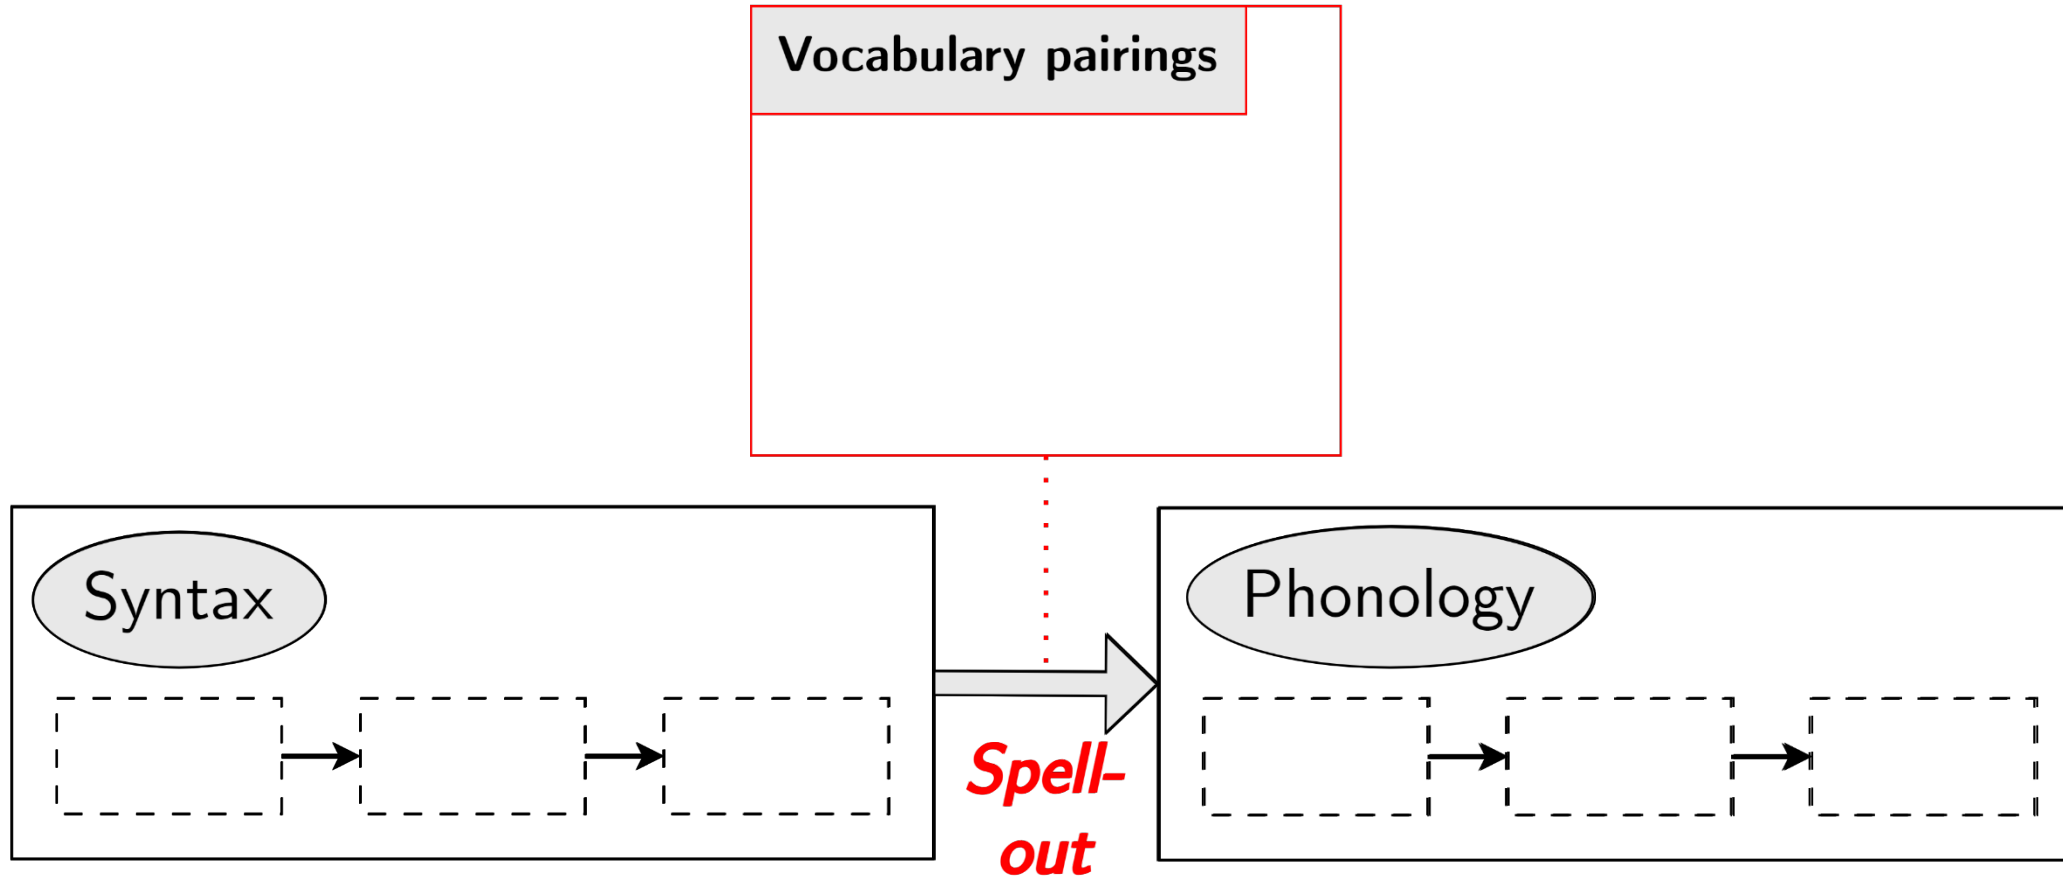 Vocabulary pairings
Syntax
Phonology
Spell-
out